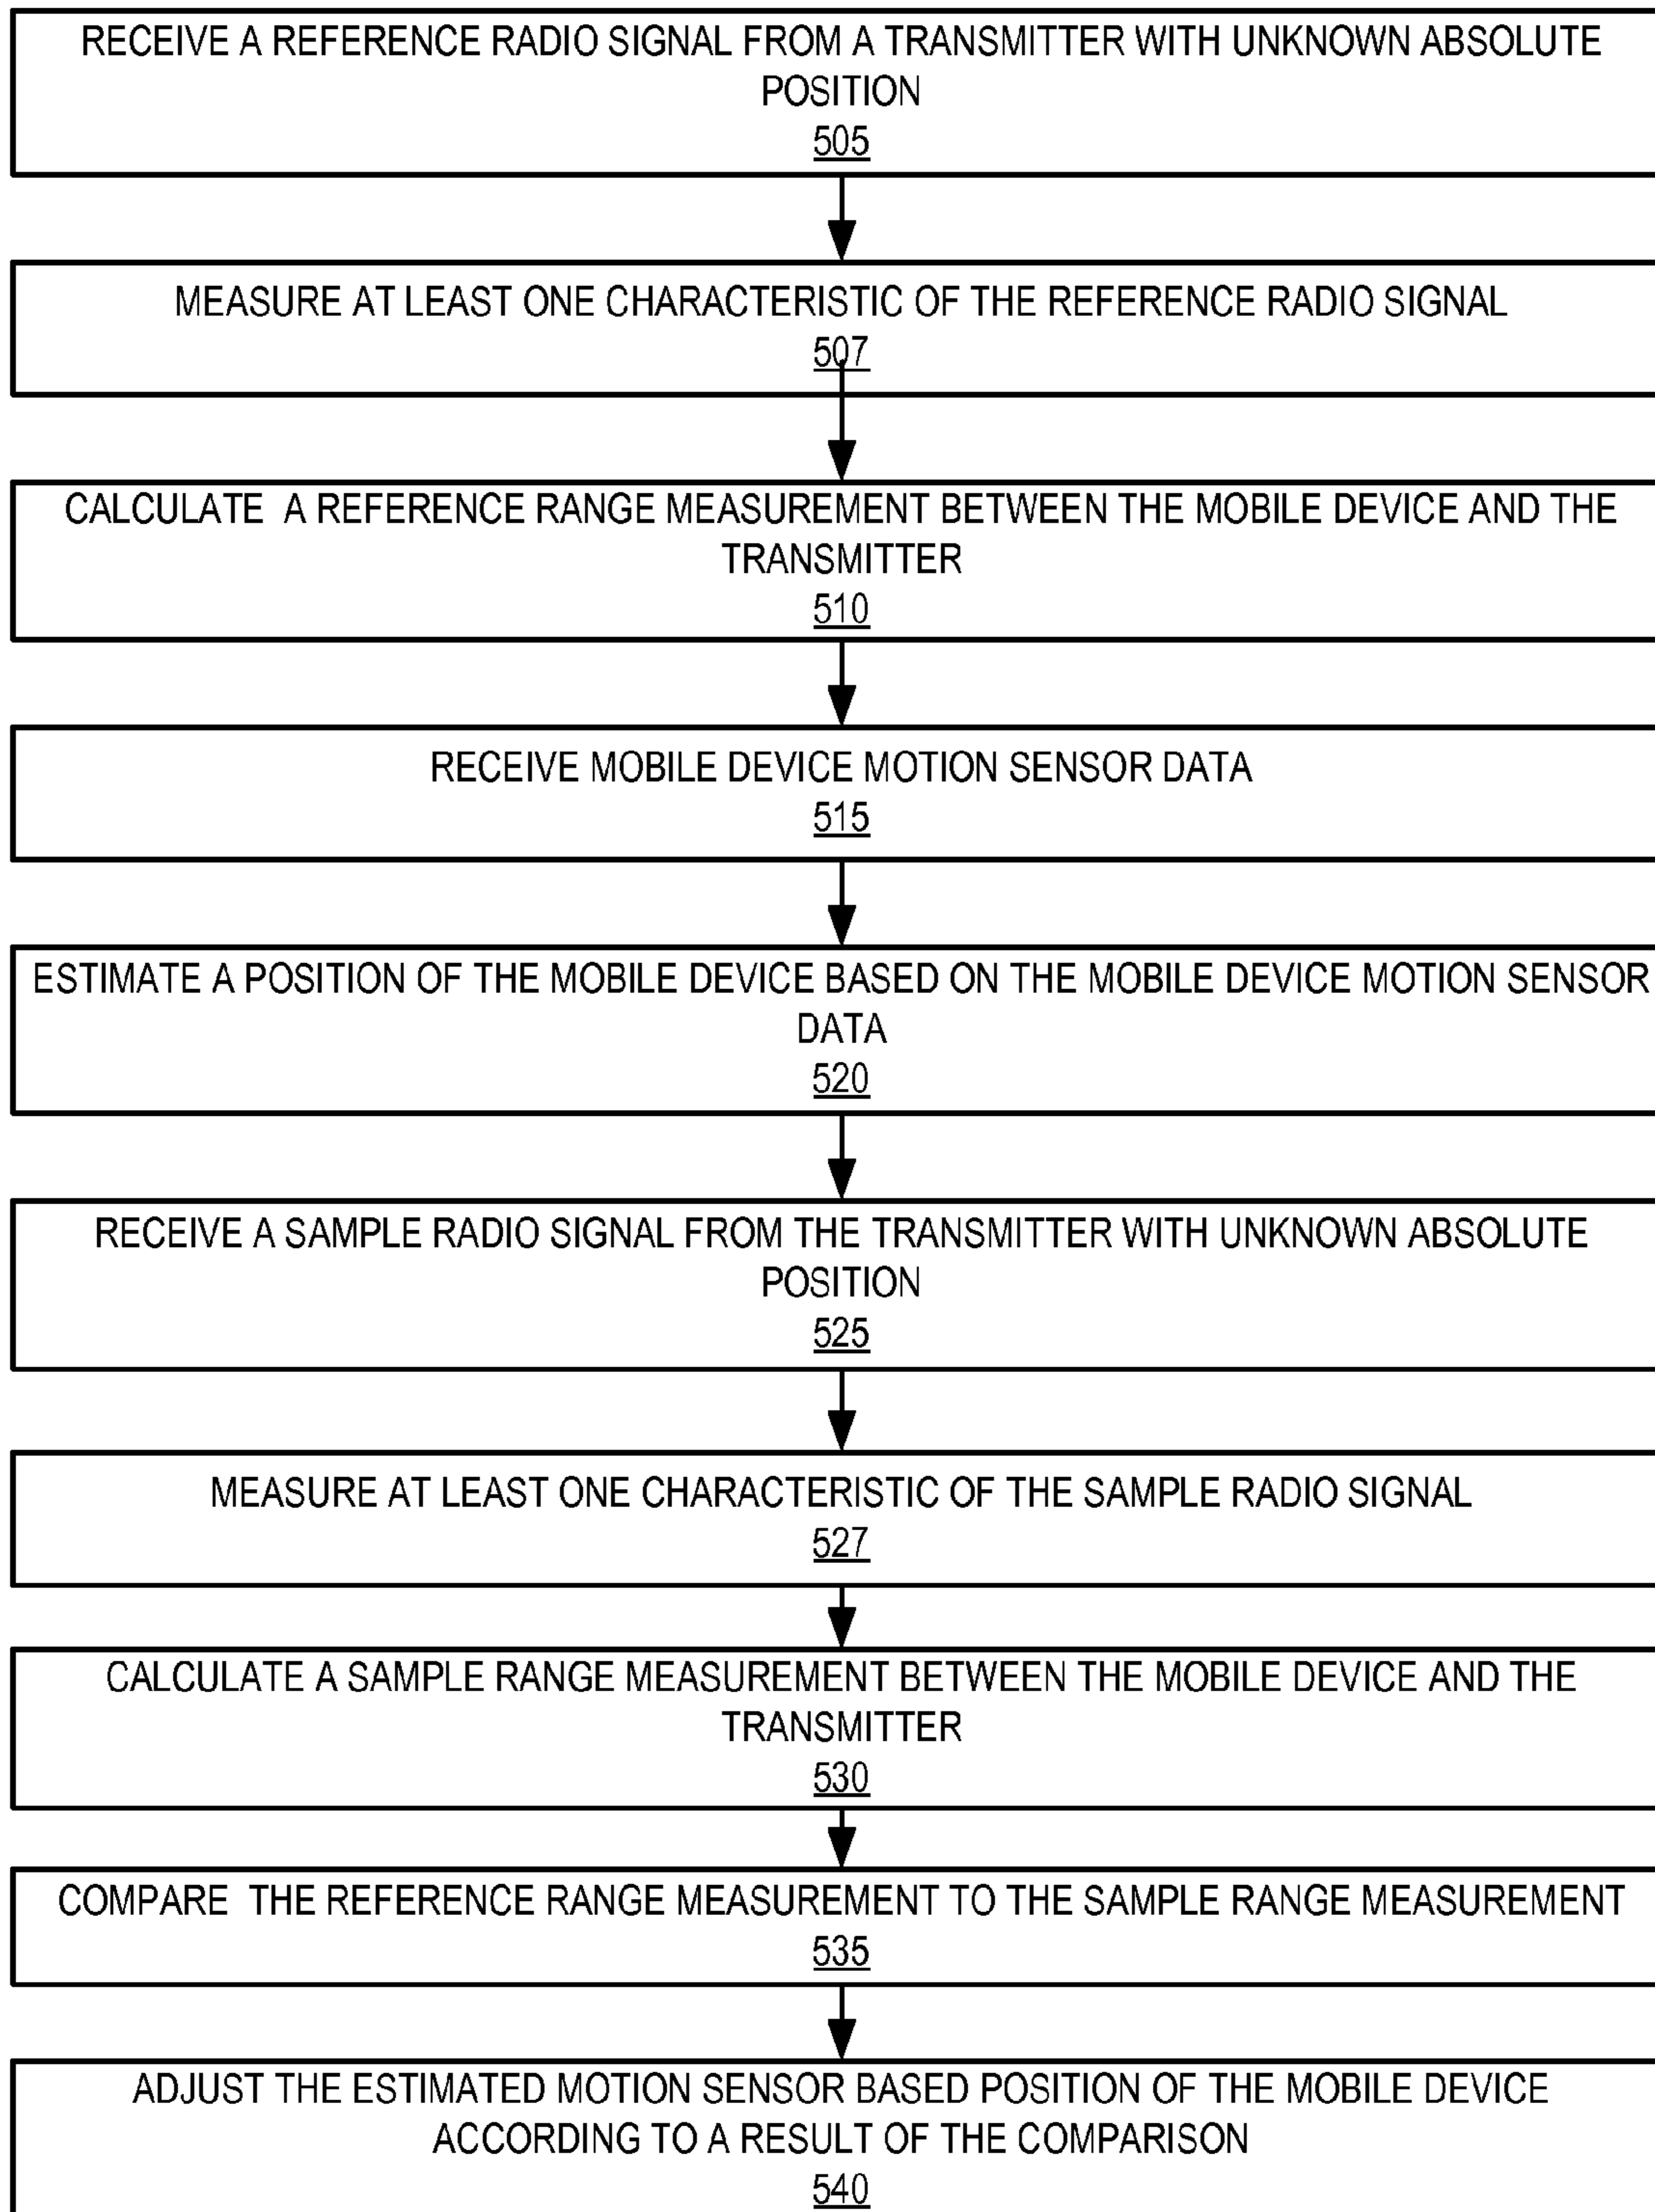 RECEIVE A REFERENCE RADIO SIGNAL FROM A TRANSMITTER WITH UNKNOWN ABSOLUTE
POSITION
505
MEASURE AT LEAST ONE CHARACTERISTIC OF THE REFERENCE RADIO SIGNAL
507
CALCULATE A REFERENCE RANGE MEASUREMENT BETWEEN THE MOBILE DEVICE AND THE
TRANSMITTER
510
RECEIVE MOBILE DEVICE MOTION SENSOR DATA
515
ESTIMATE A POSITION OF THE MOBILE DEVICE BASED ON THE MOBILE DEVICE MOTION SENSOR
DATA
520
RECEIVE A SAMPLE RADIO SIGNAL FROM THE TRANSMITTER WITH UNKNOWN ABSOLUTE
POSITION
525
MEASURE AT LEAST ONE CHARACTERISTIC OF THE SAMPLE RADIO SIGNAL
527
CALCULATE A SAMPLE RANGE MEASUREMENT BETWEEN THE MOBILE DEVICE AND THE
TRANSMITTER
530
COMPARE THE REFERENCE RANGE MEASUREMENT TO THE SAMPLE RANGE MEASUREMENT
535
ADJUST THE ESTIMATED MOTION SENSOR BASED POSITION OF THE MOBILE DEVICE
ACCORDING TO A RESULT OF THE COMPARISON
540